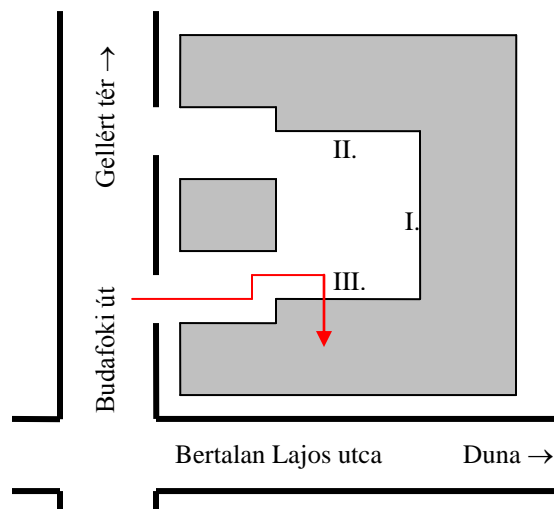 Gellért tér →
II.
I.
III.
Budafoki út
Bertalan Lajos utca
Duna →